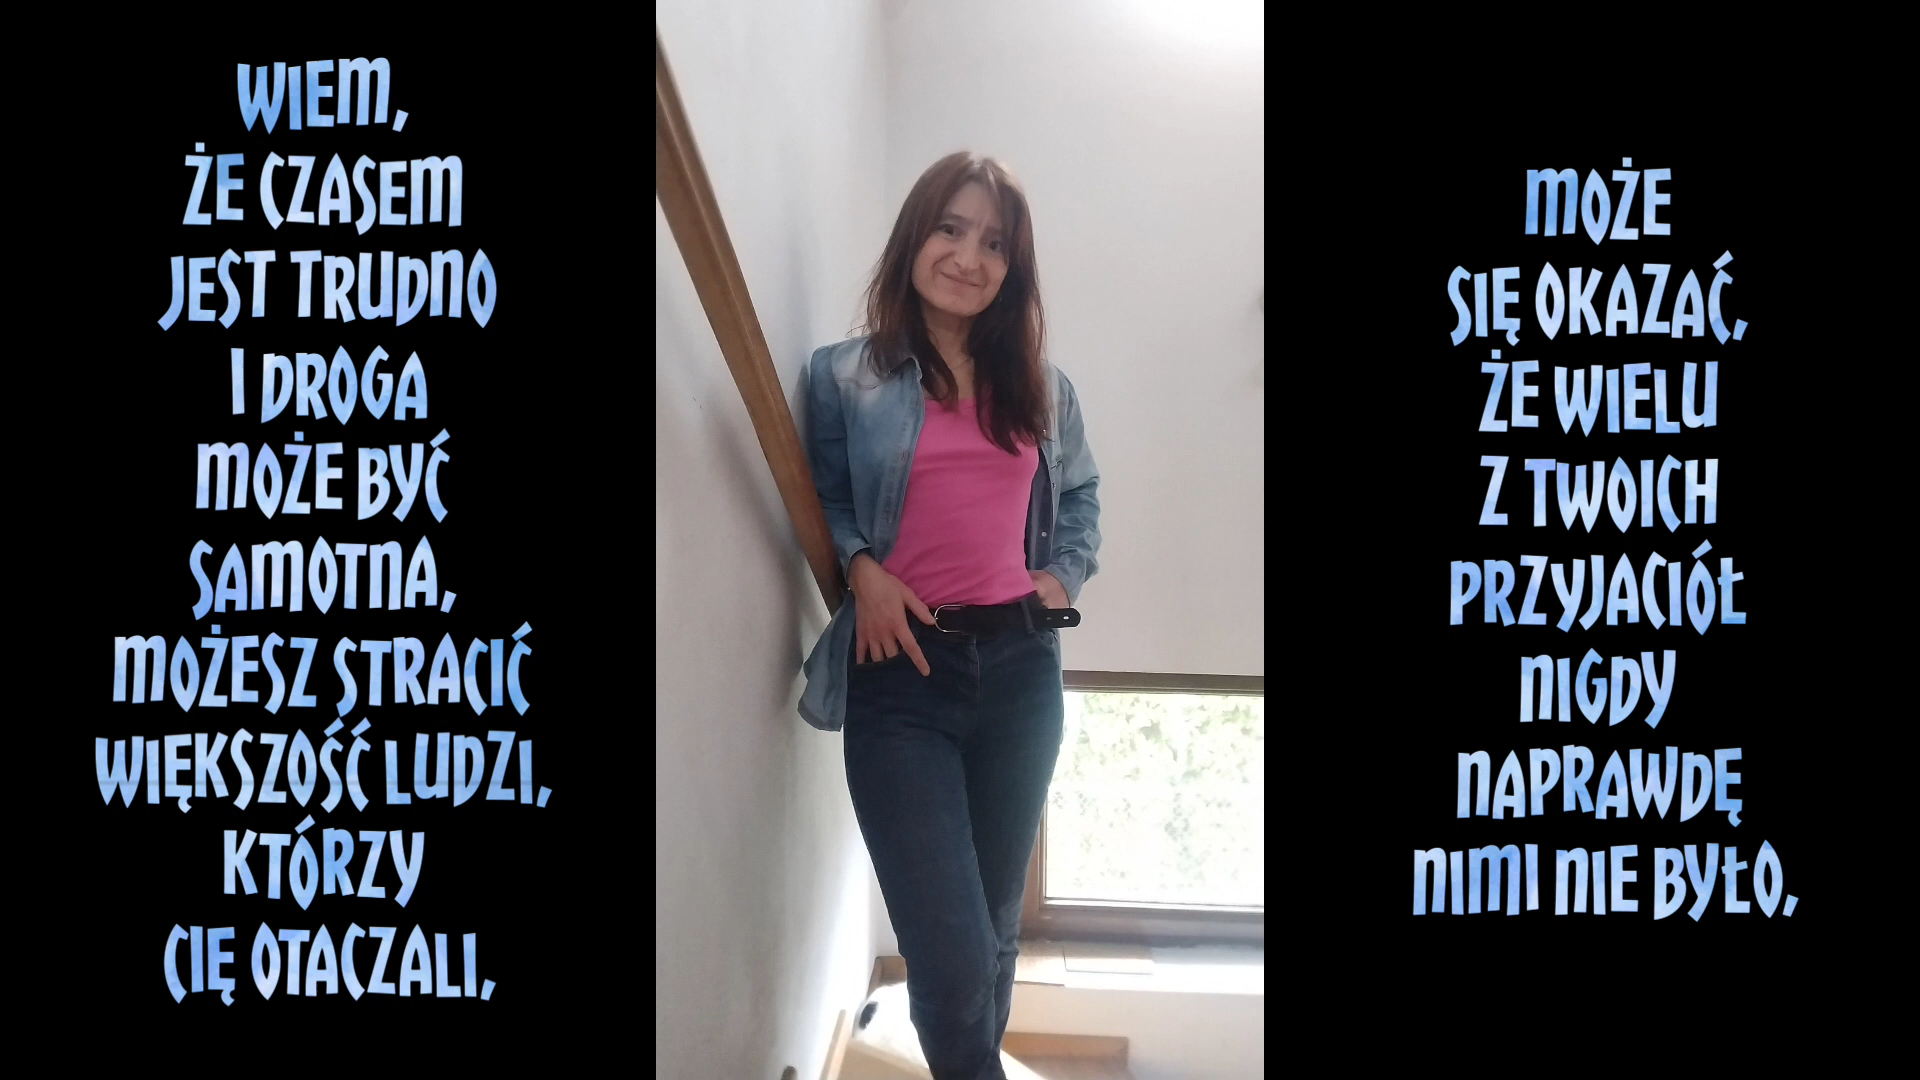 WIEM,
ŻE CZASEM
JEST TRUDNO
I DROGA
MOŻE BYĆ
SAMOTNA,
MOŻESZ STRACIĆ
WIĘKSZOŚĆ LUDZI,
KTÓRZY
CIĘ OTACZALI,
MOŻE
SIĘ OKAZAĆ,
ŻE WIELU
Z TWOICH
PRZYJACIÓŁ
NIGDY
NAPRAWDĘ
NIMI NIE BYŁO,